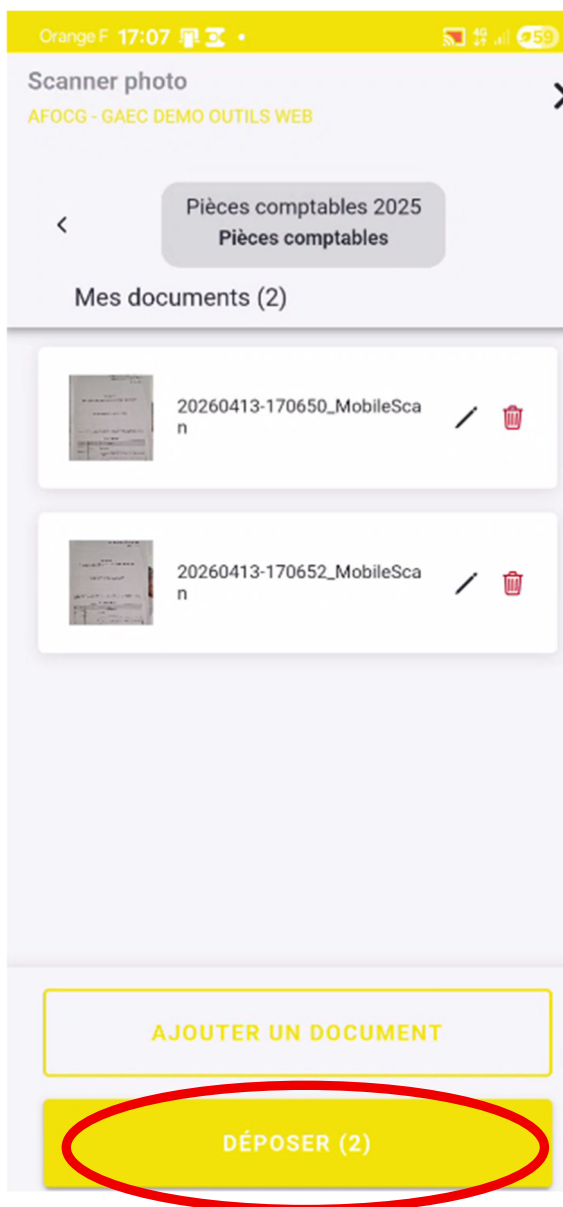 Orange F 17:07
4G 59
Scanner photo
AFOCG - GAEC DEMO OUTILS WEB
Pièces comptables 2025
Pièces comptables
Mes documents (2)
20260413-170650_MobileSca
n
20260413-170652_MobileSca
n
AJOUTER UN DOCUMENT
DÉPOSER (2)